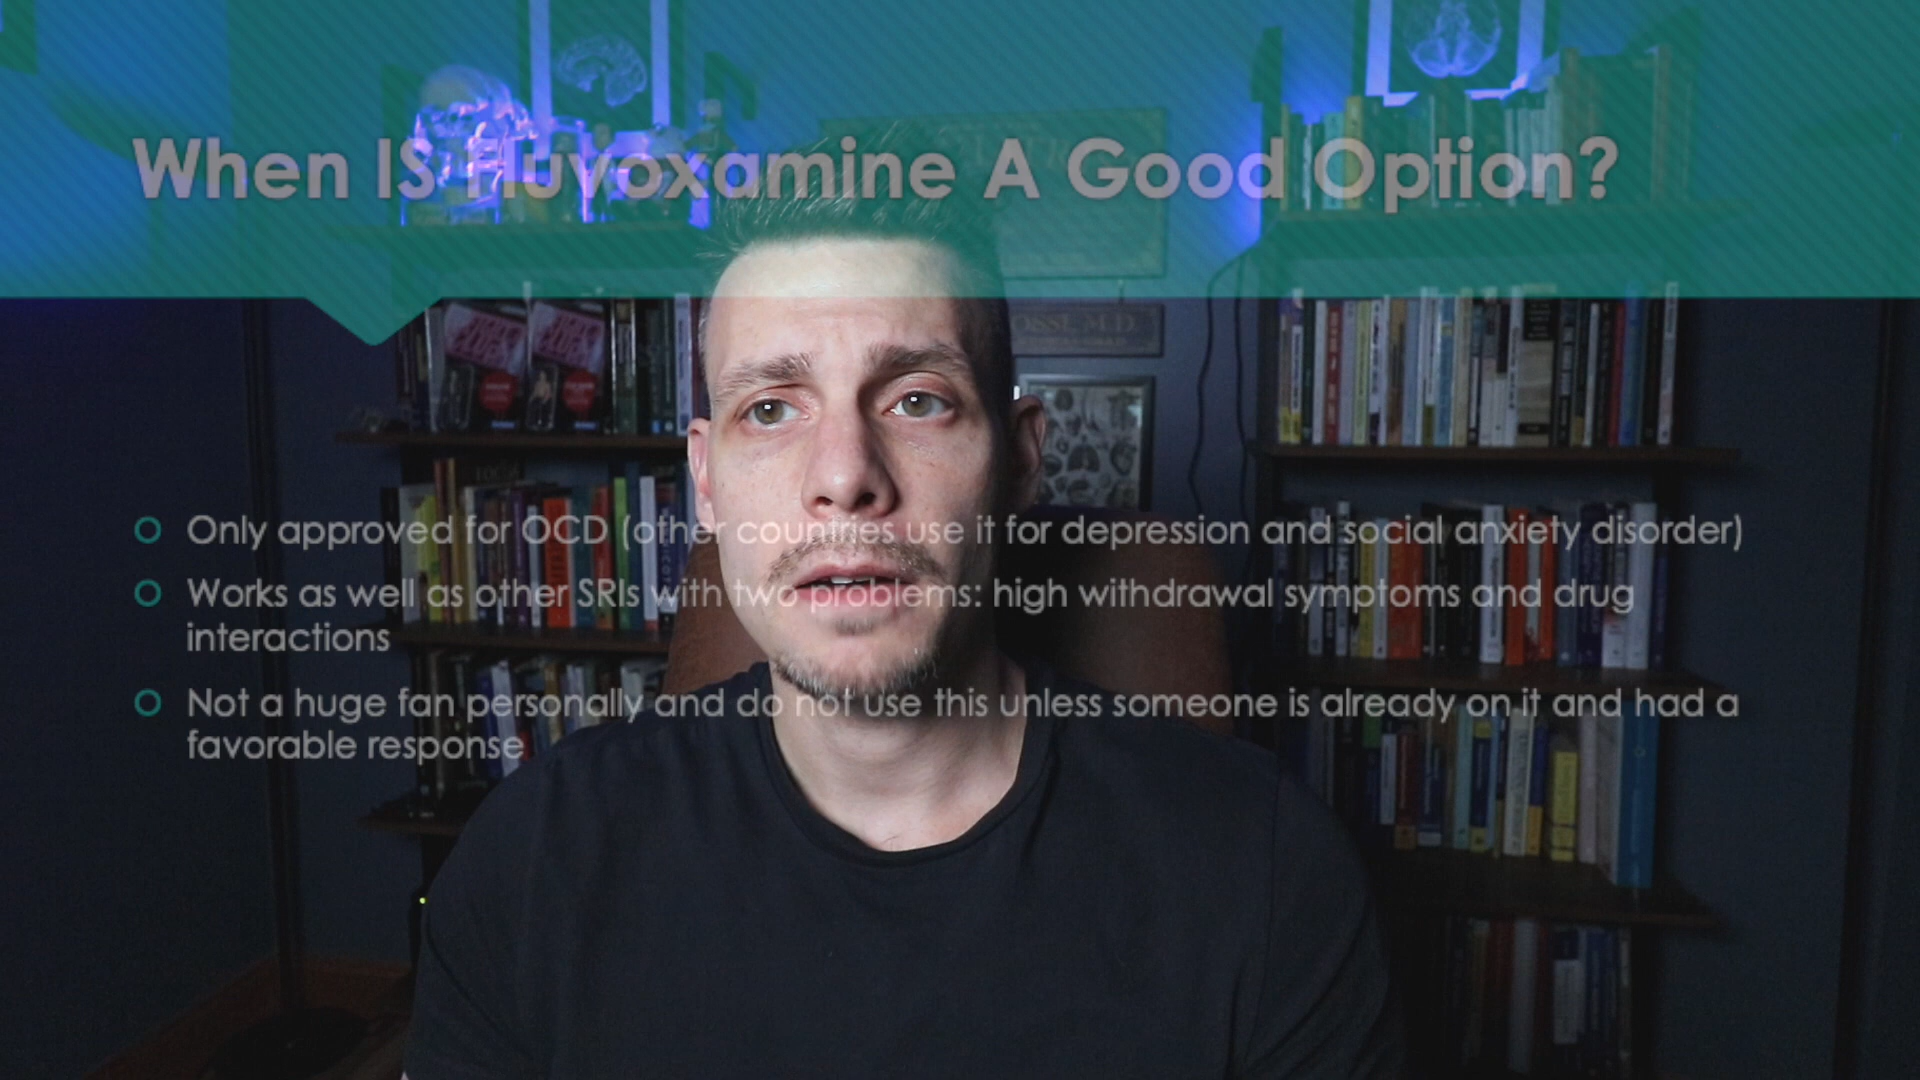 When IS Fluvoxamine A Good Option?
OSSI, M.D.
Only approved for OCD (other countries use it for depression and social anxiety disorder)
Works as well as other SRIs with two problems: high withdrawal symptoms and drug
interactions
Not a huge fan personally and do not use this unless someone is already on it and had a
favorable response